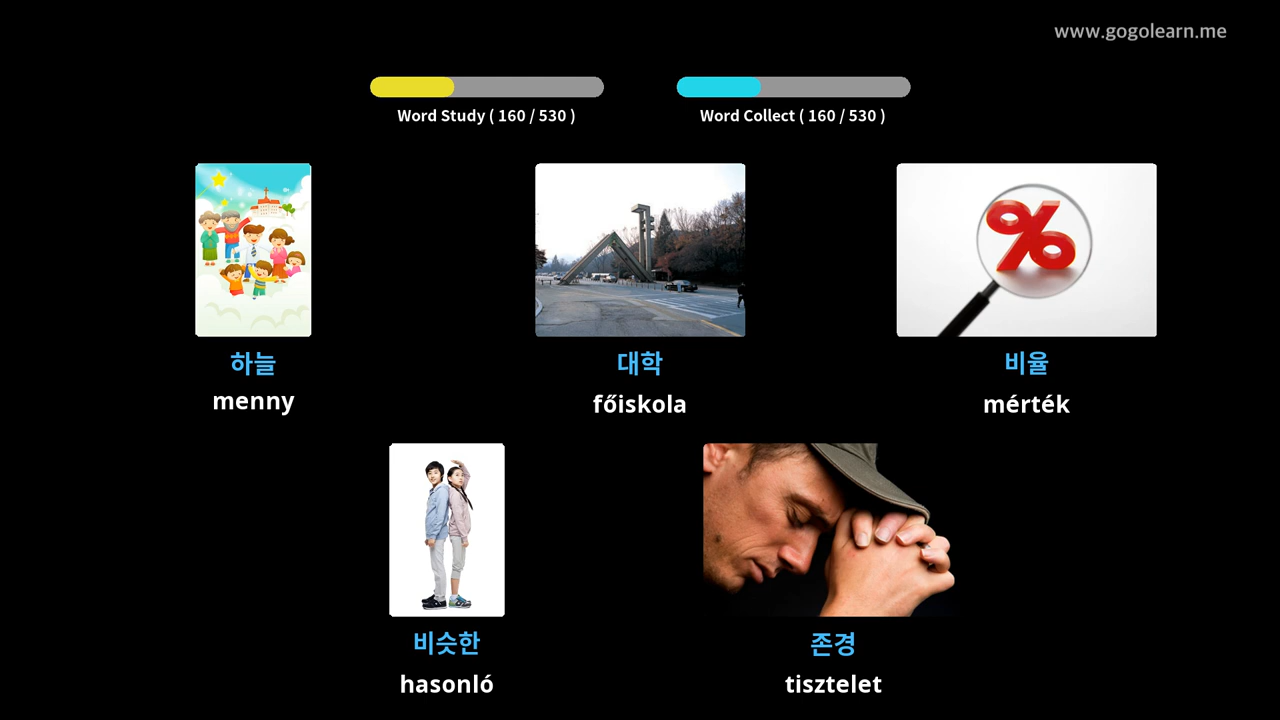 www.gogolearn.me
Word Study ( 160 / 530 )
Word Collect ( 160 / 530 )
하늘
menny
대학
főiskola
비율
mérték
비슷한
hasonló
존경
tisztelet